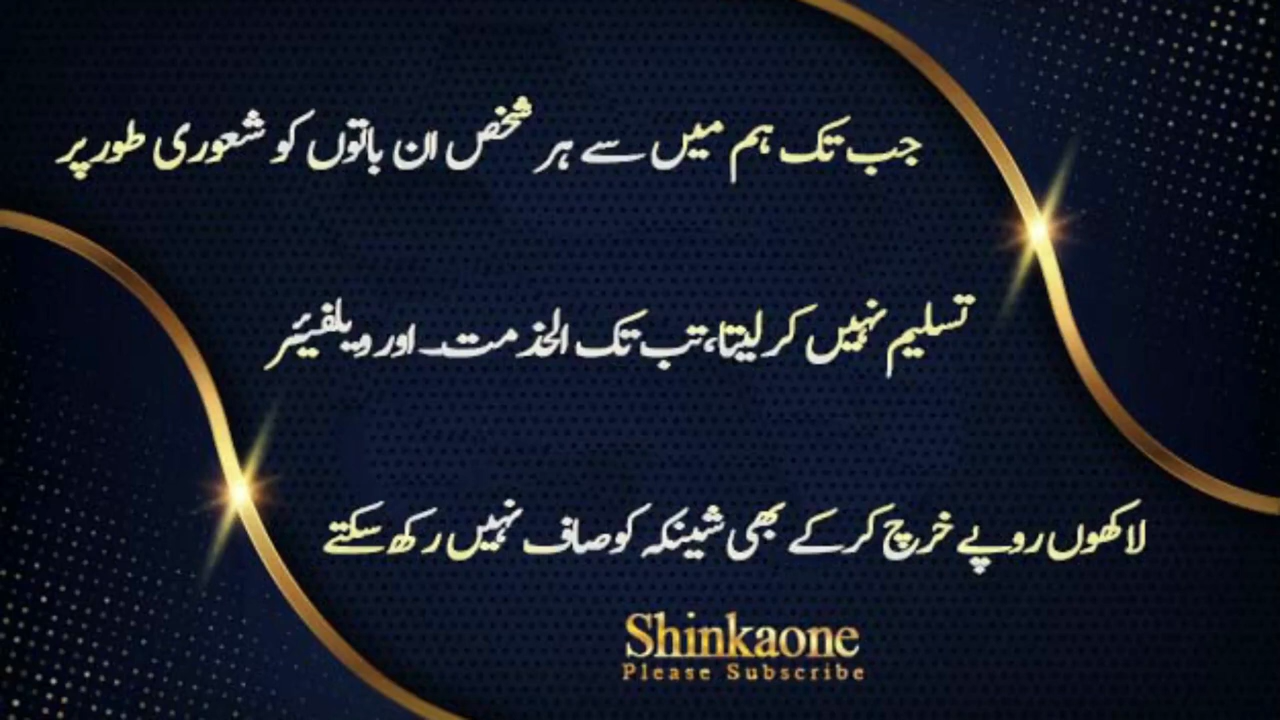 جب تک ہم میں سے ہر شخص ان باتوں کو شعوری طور پر
تسلیم نہیں کر لیتا، تب تک الخدمت اور ویلفیئر
لاکھوں روپے خرچ کر کے بھی شینکہ کو صاف نہیں رکھ سکتے
Shinkaone
Please Subscribe